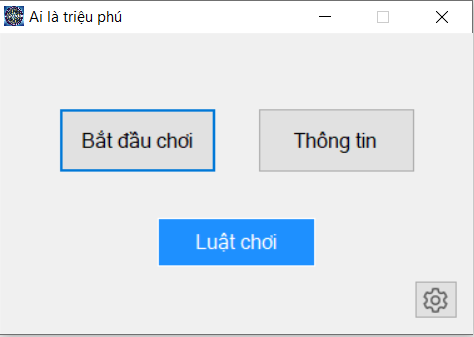 Ai là triệu phú
Bắt đầu chơi
Thông tin
Luật chơi